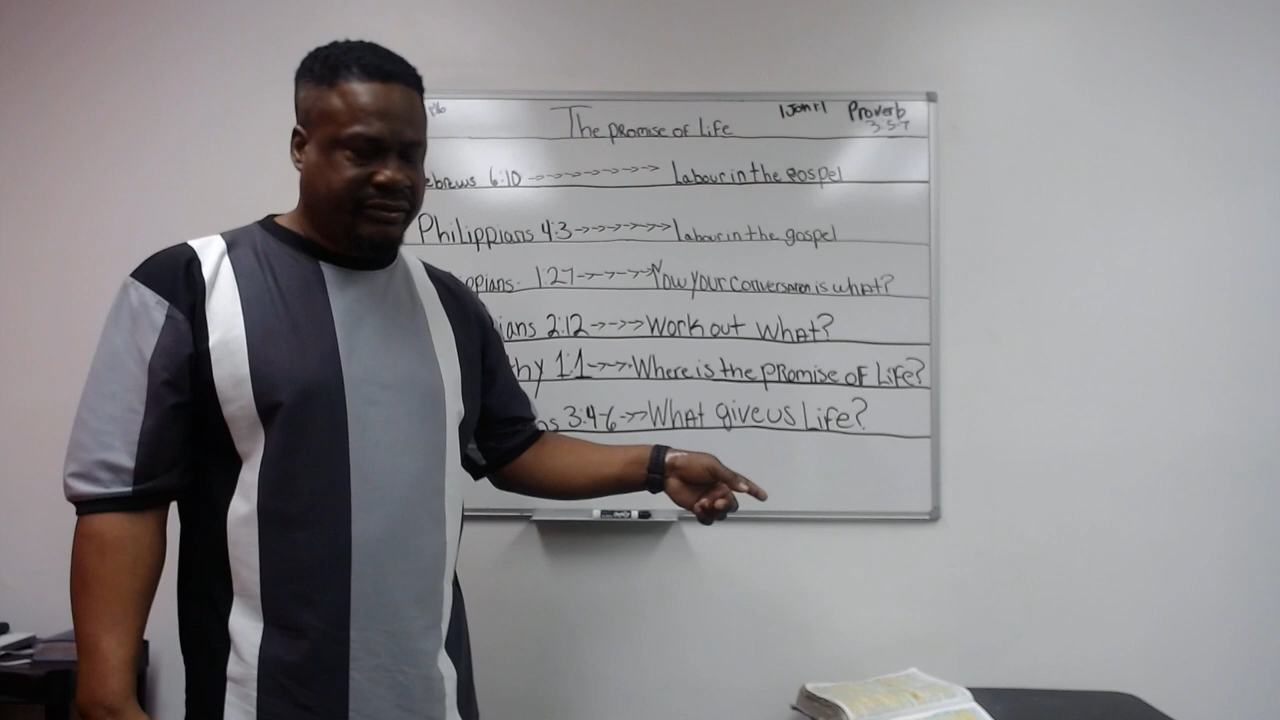 The promise of Life
1John 1
Proverb
3:5-7
ebrews 6:10 ->->->->->->->-> Labour in the gospel
Philippians 4:3->->->->->->> Labour in the gospel
ppians 1:27->->->-> Now your conversation is what?
ians 2:12->->->-> Work out what?
hy 1:1->->-> Where is the promise of Life?
ns 3:4-6->-> What give us Life?